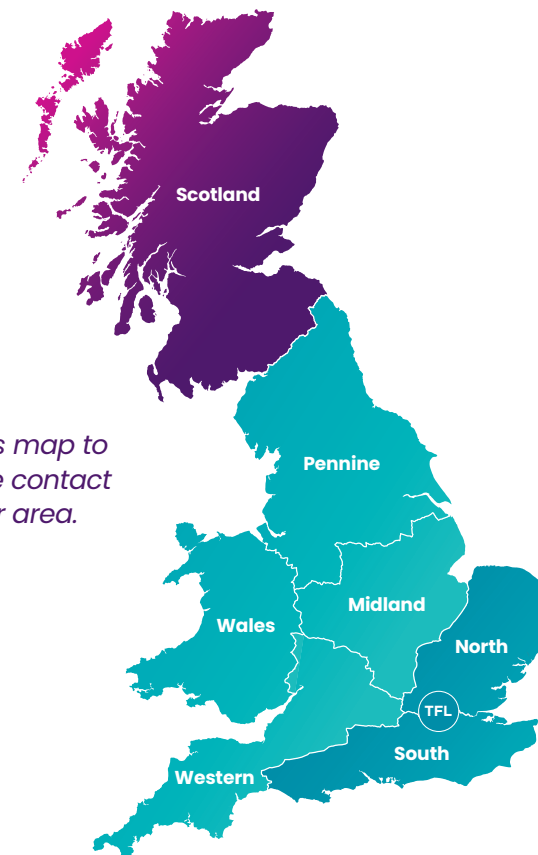 Scotland
s map to
e contact
r area.
Pennine
Midland
Wales
North
TFL
South
Western